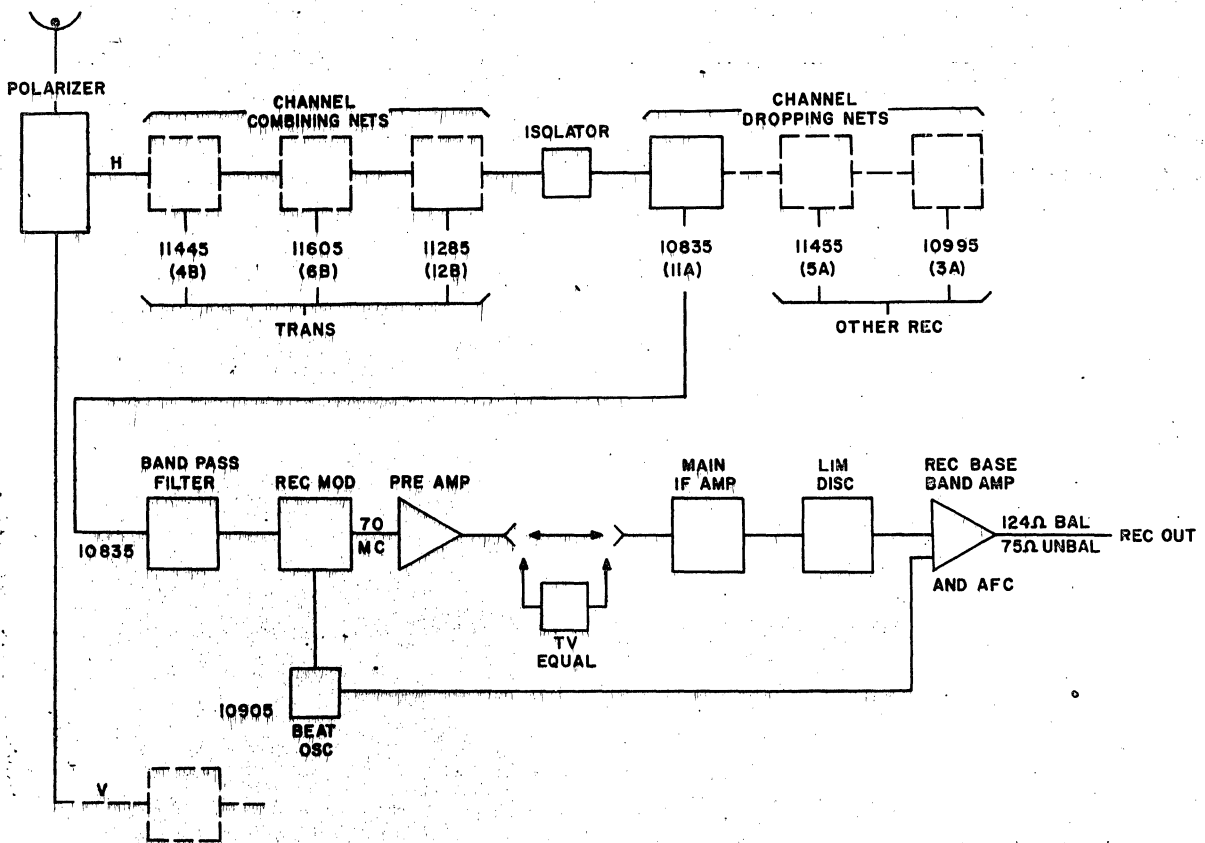 POLARIZER
CHANNEL
COMBINING NETS
ISOLATOR
CHANNEL
DROPPING NETS
H
11445
(4B)
11605
(6B)
11285
(12B)
10835
(11A)
11455
(5A)
10995
(3A)
TRANS
OTHER REC
BAND PASS
FILTER
REC MOD
PRE AMP
MAIN
IF AMP
LIM
DISC
REC BASE
BAND AMP
10835
70
MC
124Ω BAL
75Ω UNBAL
REC OUT
AND AFC
TV
EQUAL
10905
BEAT
OSC
V